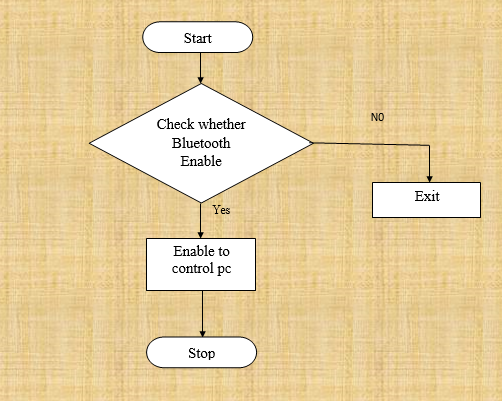 Start
Check whether
Bluetooth
Enable
N0
Exit
Yes
Enable to
control pc
Stop